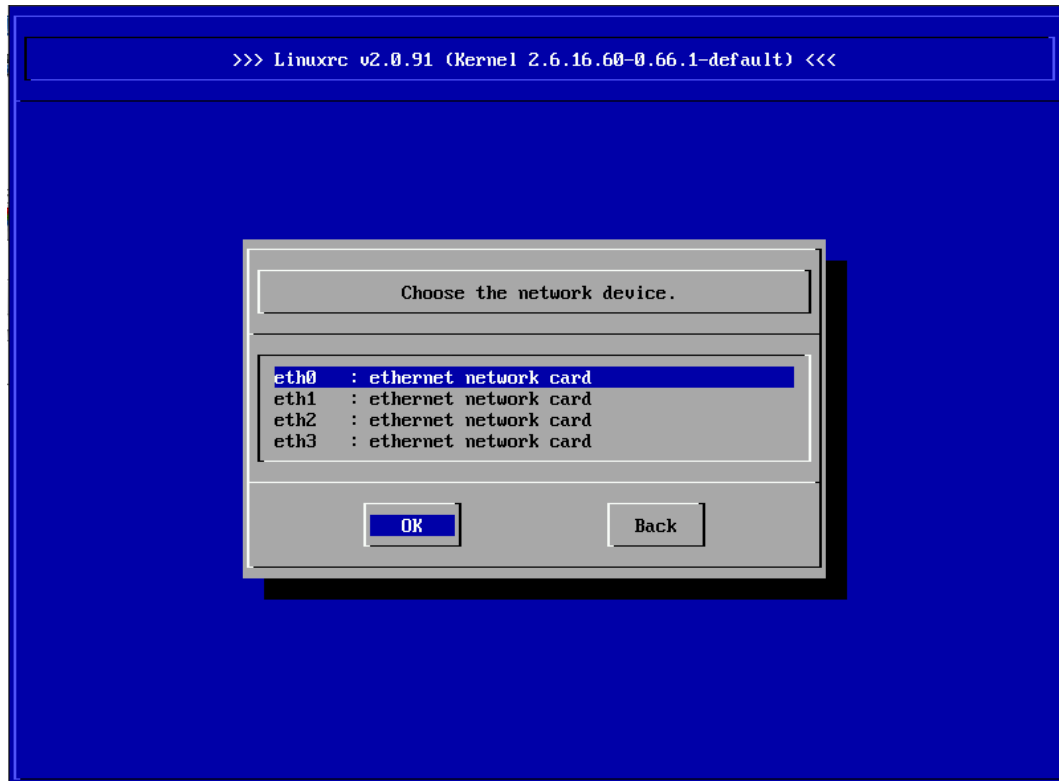 >>> Linuxrc v2.0.91 (Kernel 2.6.16.60-0.66.1-default) <<<
Choose the network device.
eth0 : ethernet network card
eth1 : ethernet network card
eth2 : ethernet network card
eth3 : ethernet network card
OK Back